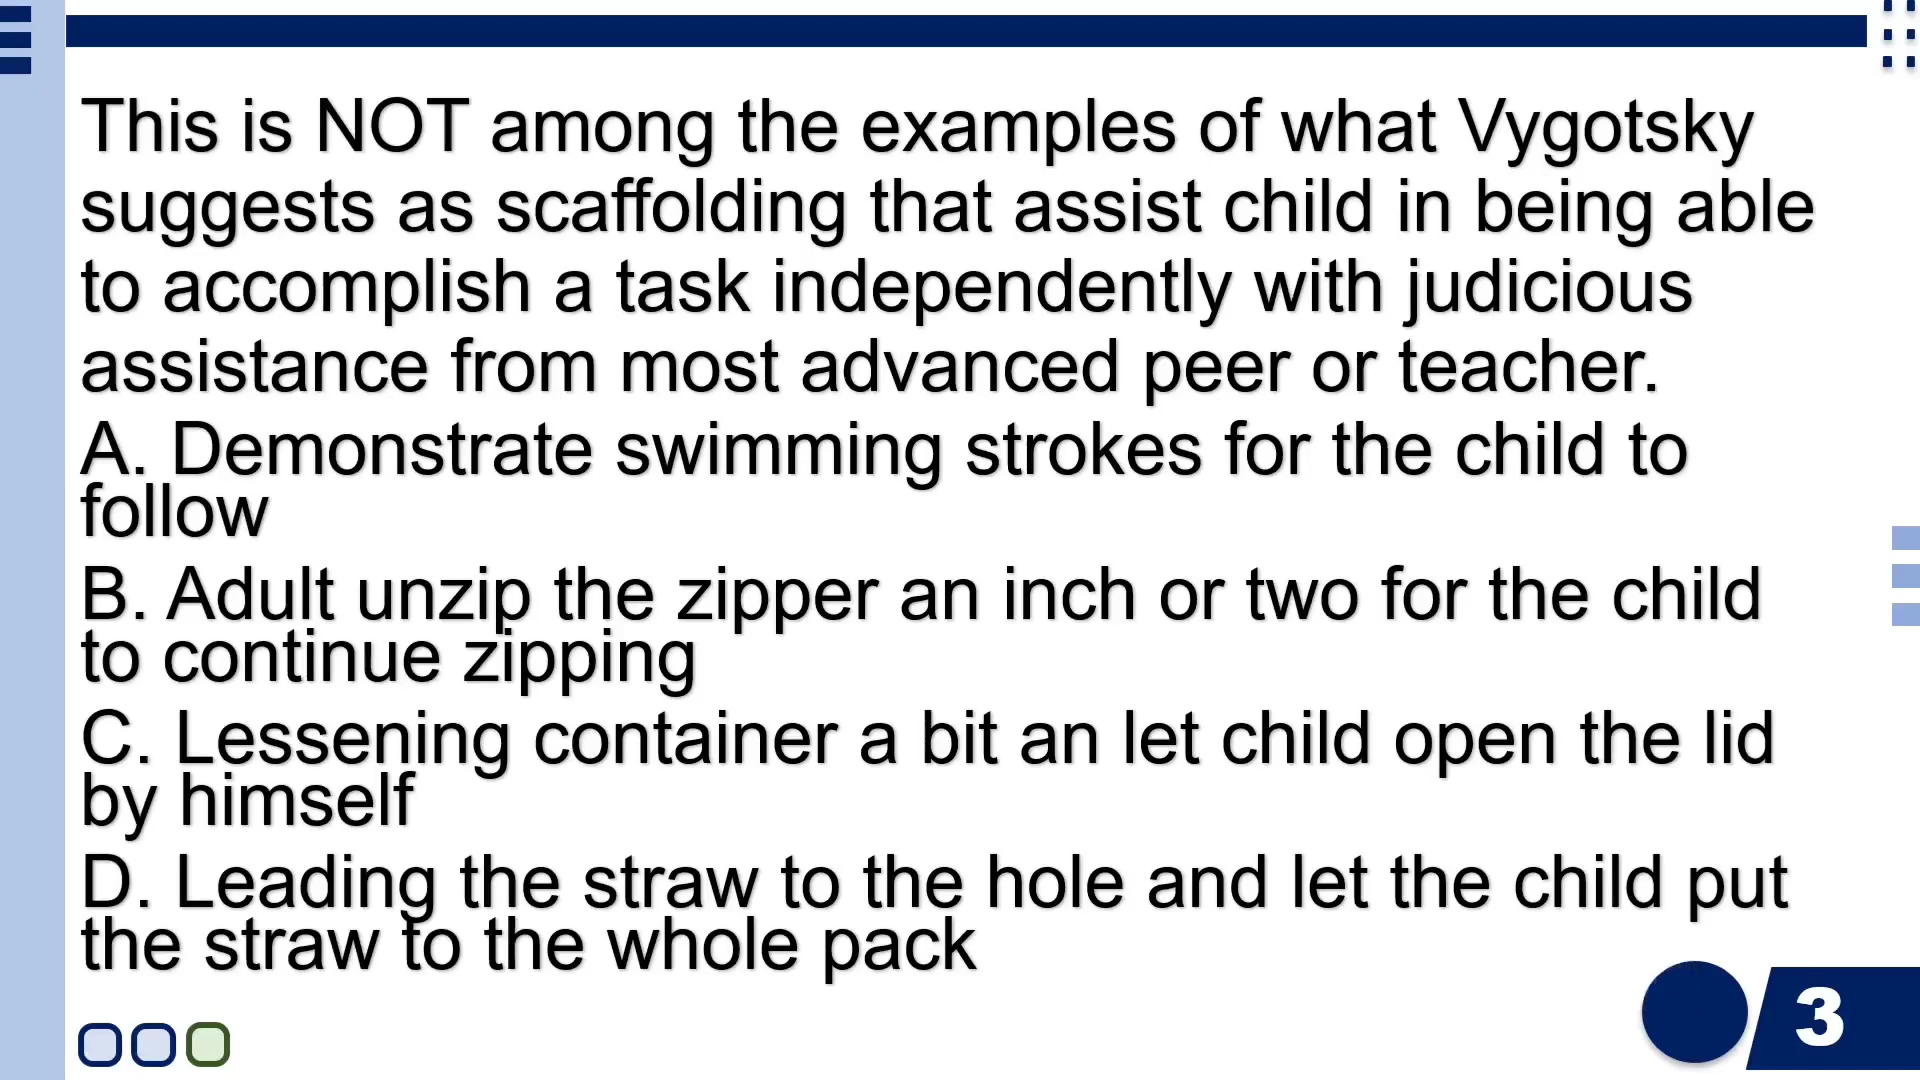 This is NOT among the examples of what Vygotsky
suggests as scaffolding that assist child in being able
to accomplish a task independently with judicious
assistance from most advanced peer or teacher.
A. Demonstrate swimming strokes for the child to
follow
B. Adult unzip the zipper an inch or two for the child
to continue zipping
C. Lessening container a bit an let child open the lid
by himself
D. Leading the straw to the hole and let the child put
the straw to the whole pack
3